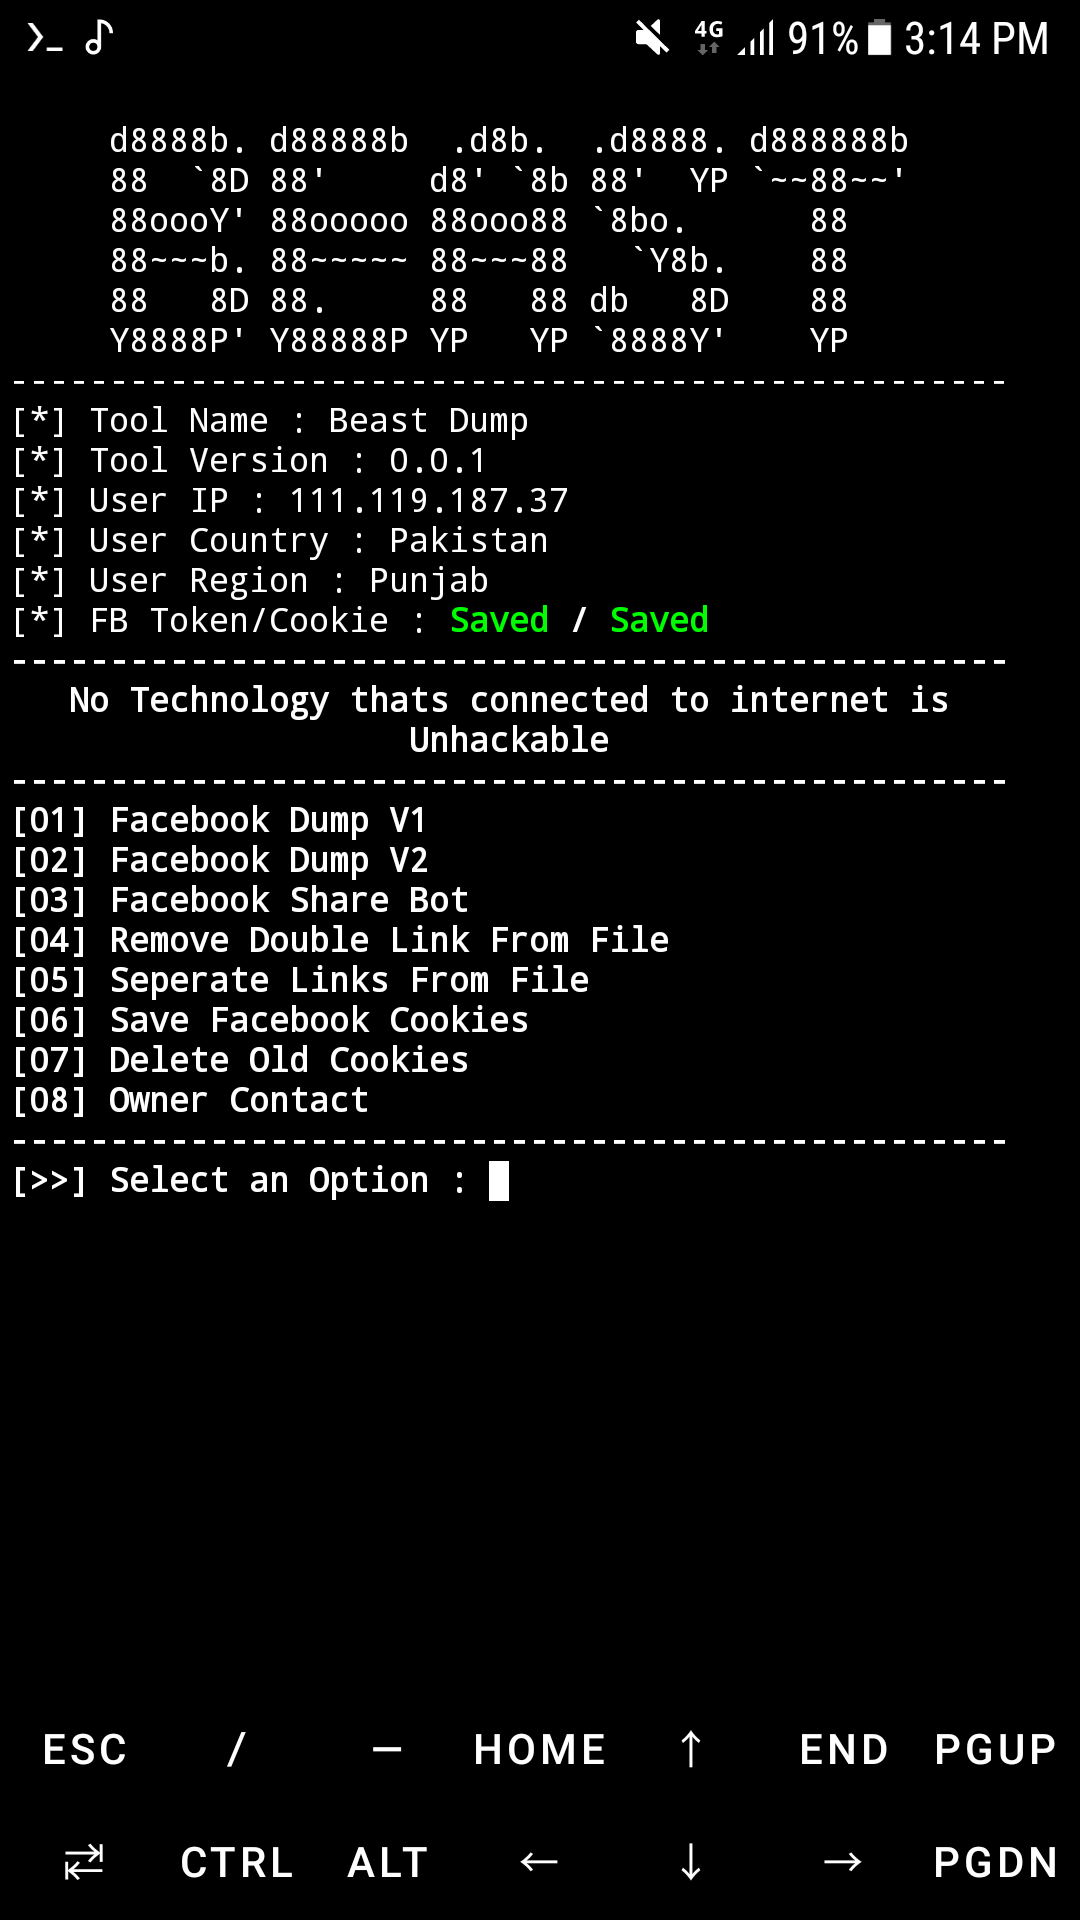 4G 91% 3:14 PM
d8888b. d88888b  .d8b.  .d8888. d888888b
88  `8D 88'     d8' `8b 88'  YP `~~88~~'
88oooY' 88ooooo 88ooo88 `8bo.      88
88~~~b. 88~~~~~ 88~~~88   `Y8b.    88
88   8D 88.     88   88 db   8D    88
Y8888P' Y88888P YP   YP `8888Y'    YP
--------------------------------------------------
[*] Tool Name : Beast Dump
[*] Tool Version : 0.0.1
[*] User IP : 111.119.187.37
[*] User Country : Pakistan
[*] User Region : Punjab
[*] FB Token/Cookie : Saved / Saved
--------------------------------------------------
No Technology thats connected to internet is
Unhackable
--------------------------------------------------
[01] Facebook Dump V1
[02] Facebook Dump V2
[03] Facebook Share Bot
[04] Remove Double Link From File
[05] Seperate Links From File
[06] Save Facebook Cookies
[07] Delete Old Cookies
[08] Owner Contact
--------------------------------------------------
[>>] Select an Option :
ESC / — HOME ↑ END PGUP
⇄ CTRL ALT ← ↓ → PGDN